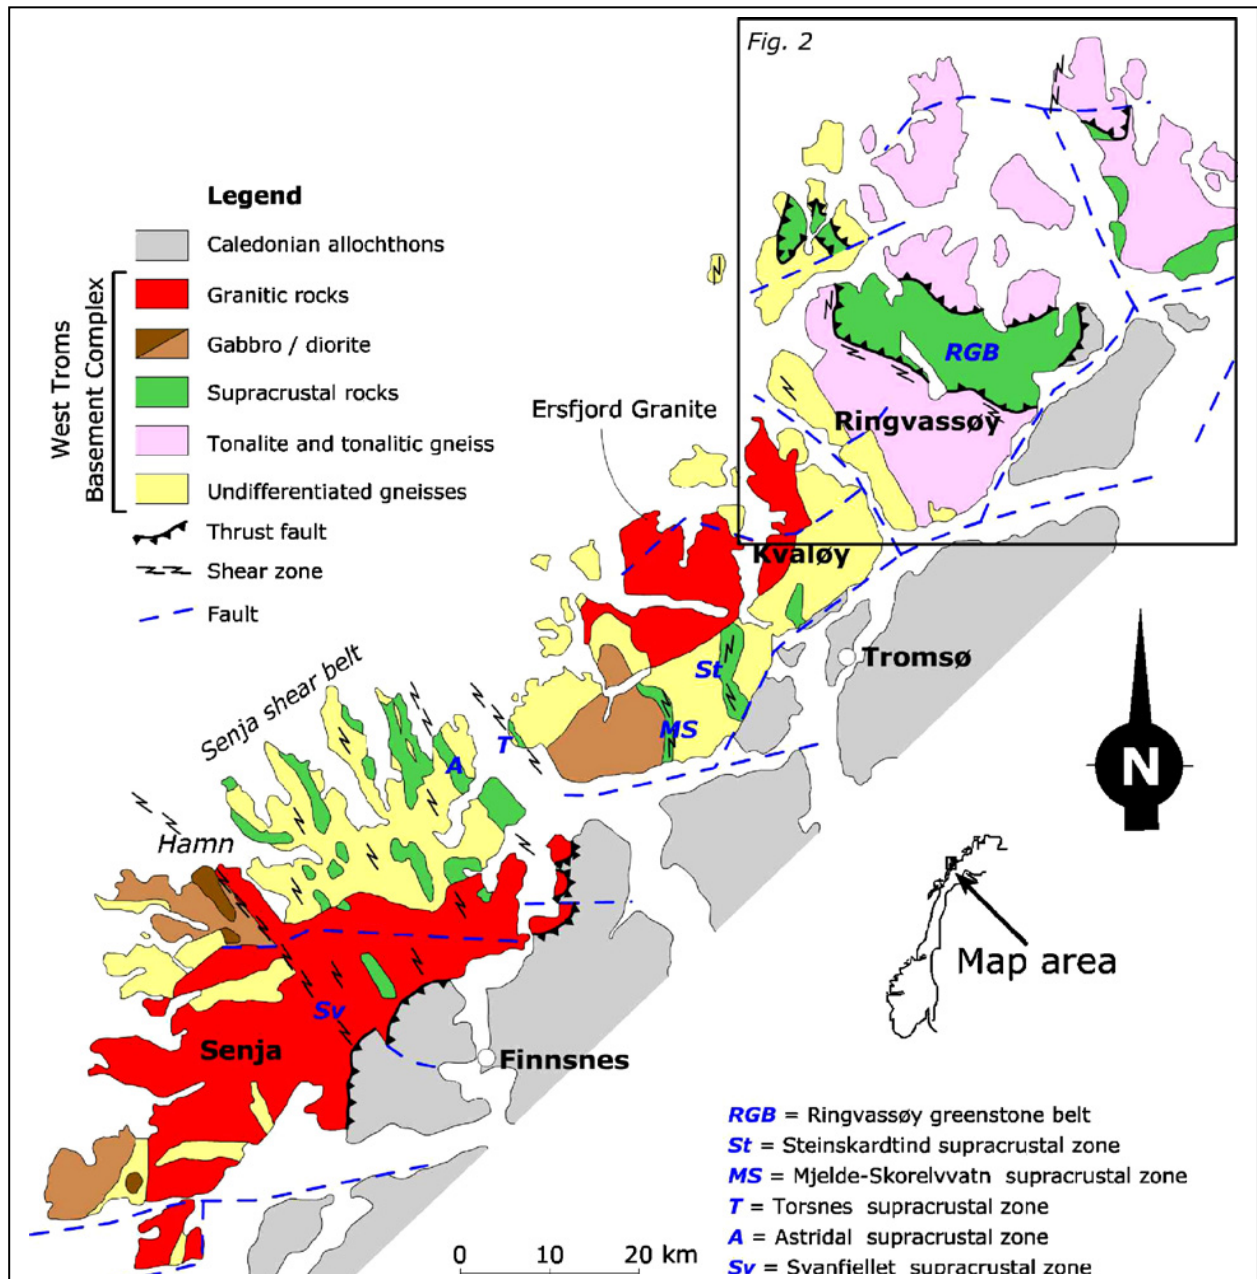 Fig. 2
Legend
Caledonian allochthons
Granitic rocks
Gabbro / diorite
Supracrustal rocks
Tonalite and tonalitic gneiss
Undifferentiated gneisses
Thrust fault
Shear zone
Fault
West Troms
Basement Complex
RGB
Ringvassøy
Ersfjord Granite
Kvaløy
Tromsø
St
MS
T
A
Senja shear belt
Hamn
N
Map area
Sv
Senja
Finnsnes
RGB = Ringvassøy greenstone belt
St = Steinskardtind supracrustal zone
MS = Mjelde-Skorelvvatn supracrustal zone
T = Torsnes supracrustal zone
A = Astridal supracrustal zone
Sv = Svanfjellet supracrustal zone
0 10 20 km